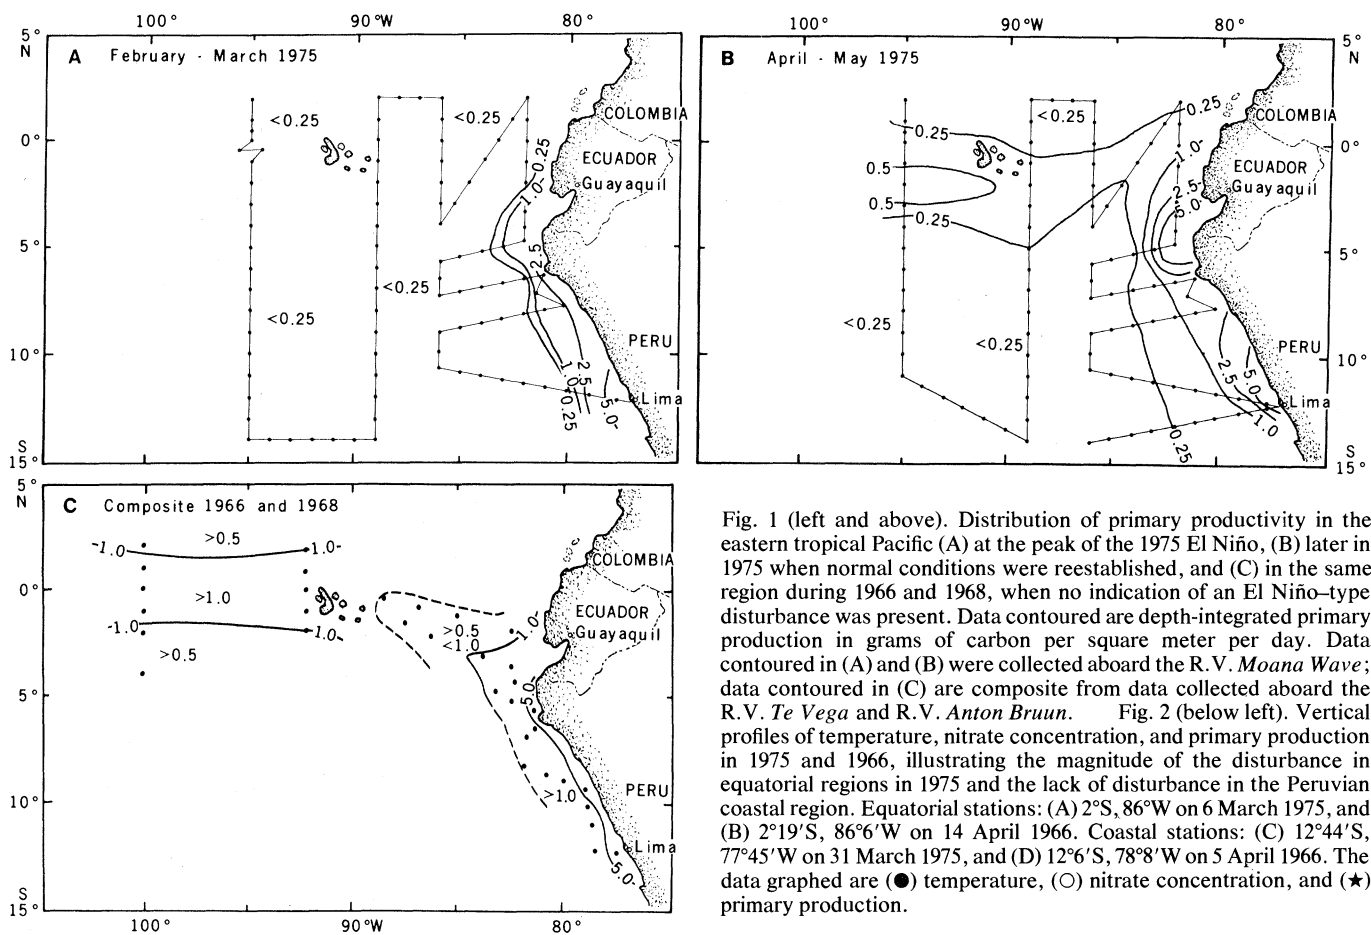 100°
90°W
80°
5°
N
A
February - March 1975
<0.25
<0.25
COLOMBIA
0°
0.25
ECUADOR
1.0-
Guayaquil
5°
2.5
<0.25
<0.25
PERU
10°
1.0
2.5
0.25
5.0-
Lima
S
15°
100°
90°W
80°
5°
N
B
April - May 1975
0.25
<0.25
COLOMBIA
0.25
0°
1.0-
ECUADOR
0.5
2.5-
Guayaquil
0.5
5.0-
0.25
5°
<0.25
<0.25
PERU
10°
2.5
5.0
Lima
1.0
0.25
S
15°
5°
N
C
Composite 1966 and 1968
-1.0
>0.5
1.0-
COLOMBIA
0°
>1.0
ECUADOR
-1.0
1.0-
>0.5
<1.0
1.0-
Guayaquil
>0.5
5°
5.0-
PERU
10°
>1.0
Lima
5.0-
S
15°
100°
90°W
80°
Fig. 1 (left and above). Distribution of primary productivity in the
eastern tropical Pacific (A) at the peak of the 1975 El Niño, (B) later in
1975 when normal conditions were reestablished, and (C) in the same
region during 1966 and 1968, when no indication of an El Niño–type
disturbance was present. Data contoured are depth-integrated primary
production in grams of carbon per square meter per day. Data
contoured in (A) and (B) were collected aboard the R.V. Moana Wave;
data contoured in (C) are composite from data collected aboard the
R.V. Te Vega and R.V. Anton Bruun. Fig. 2 (below left). Vertical
profiles of temperature, nitrate concentration, and primary production
in 1975 and 1966, illustrating the magnitude of the disturbance in
equatorial regions in 1975 and the lack of disturbance in the Peruvian
coastal region. Equatorial stations: (A) 2°S, 86°W on 6 March 1975, and
(B) 2°19′S, 86°6′W on 14 April 1966. Coastal stations: (C) 12°44′S,
77°45′W on 31 March 1975, and (D) 12°6′S, 78°8′W on 5 April 1966. The
data graphed are (●) temperature, (○) nitrate concentration, and (★)
primary production.